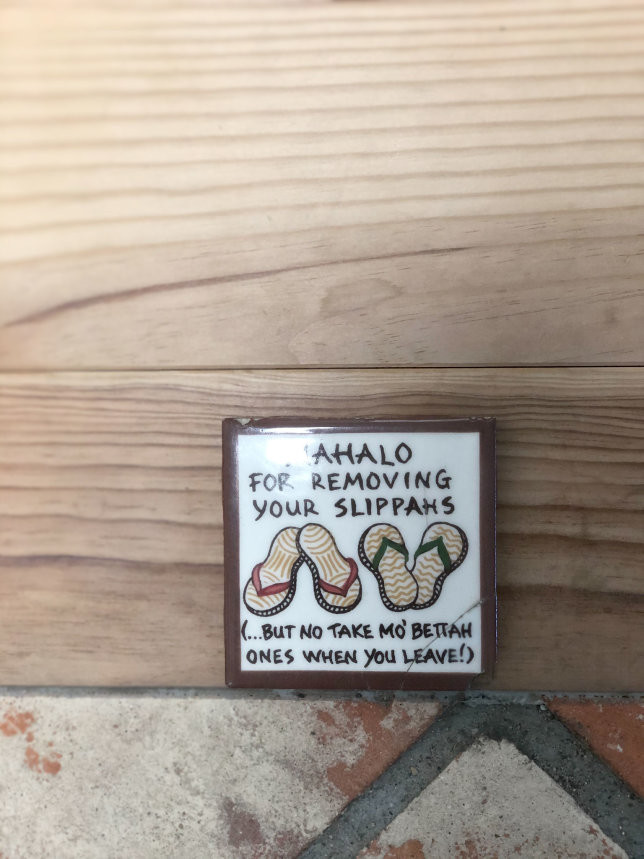 MAHALO
FOR REMOVING
YOUR SLIPPAHS
(...BUT NO TAKE MO' BETTAH
ONES WHEN YOU LEAVE!)